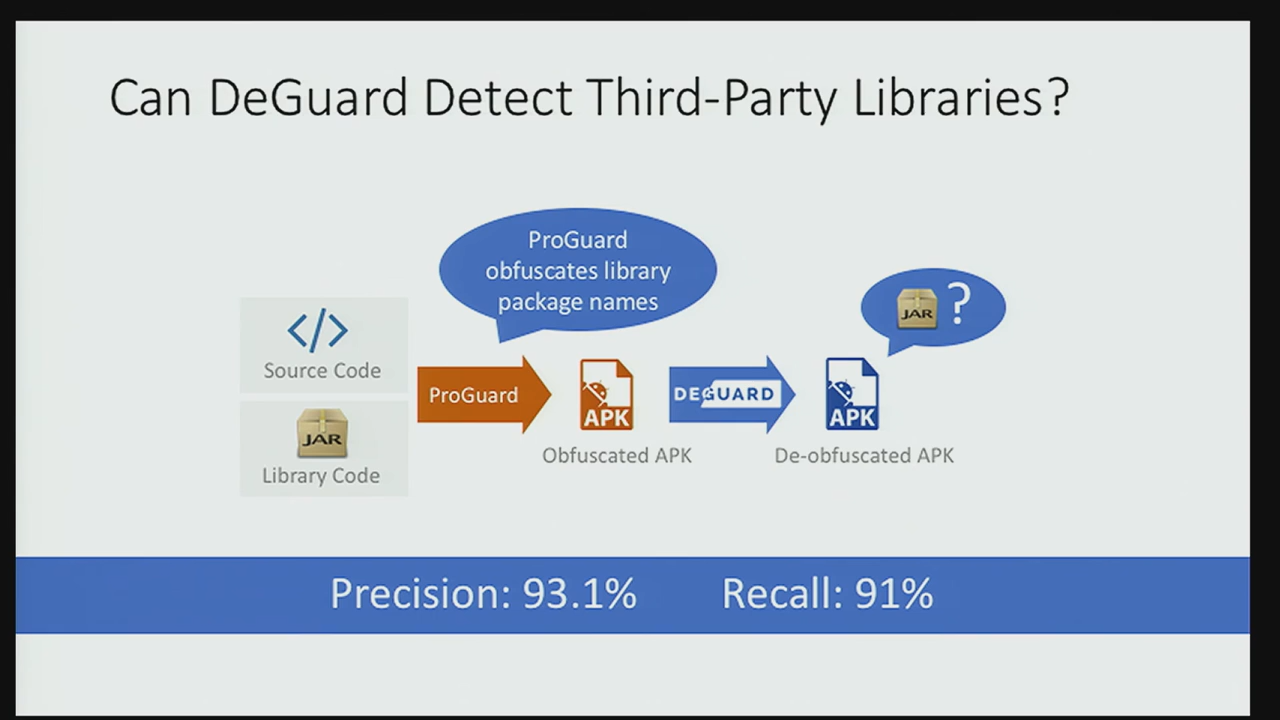 Can DeGuard Detect Third-Party Libraries?
ProGuard
obfuscates library
package names
JAR ?
</>
Source Code
JAR
Library Code
ProGuard
APK
Obfuscated APK
DEGUARD
APK
De-obfuscated APK
Precision: 93.1% Recall: 91%